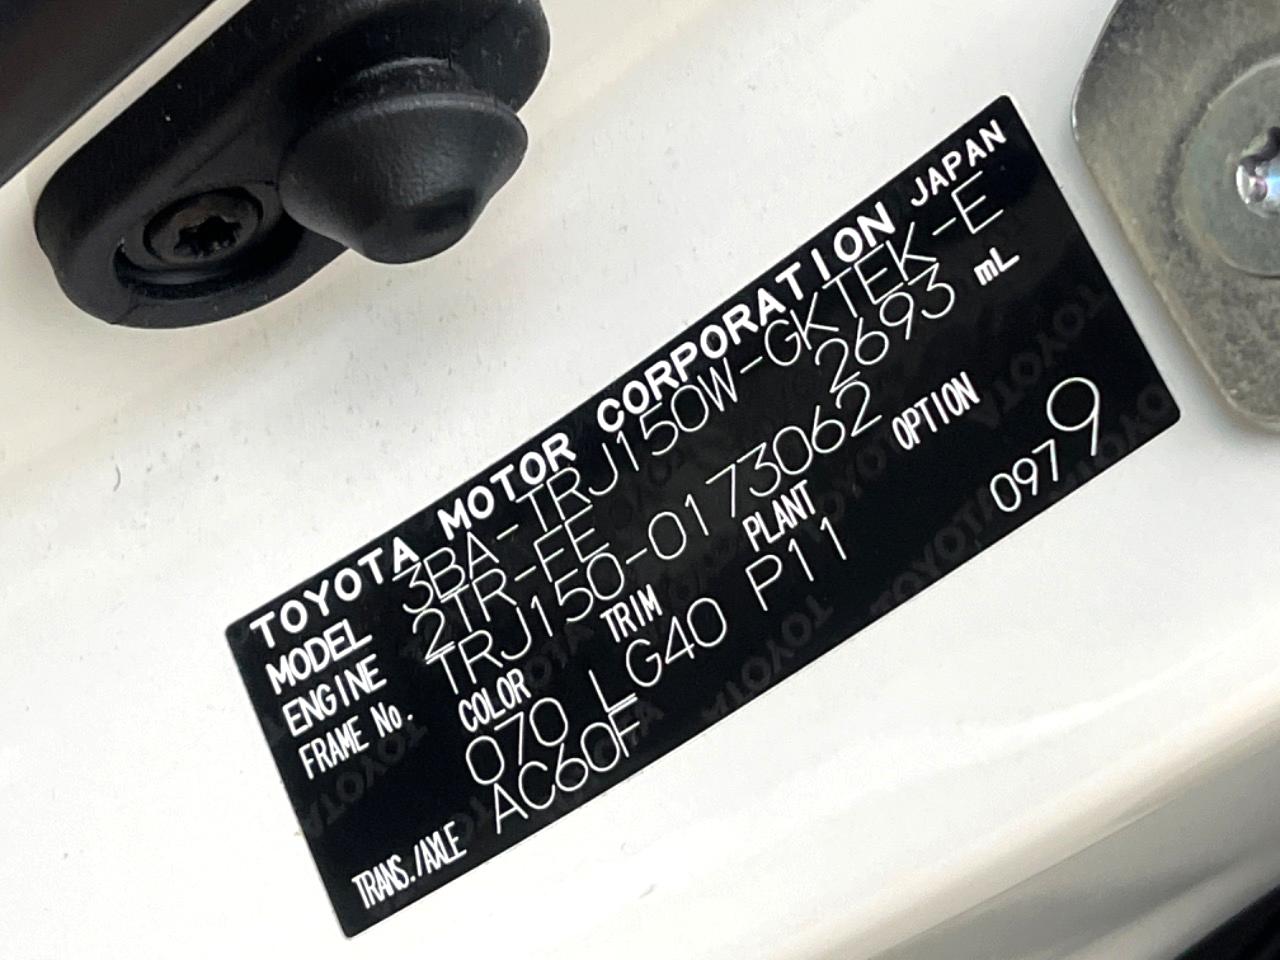 TOYOTA MOTOR CORPORATION JAPAN
MODEL 3BA-TRJ150W-GKTEK-E
ENGINE 2TR-FE 2693 mL
FRAME No. TRJ150-0173062
COLOR TRIM PLANT OPTION
070 LG40 P11 0979
TRANS./AXLE AC60F